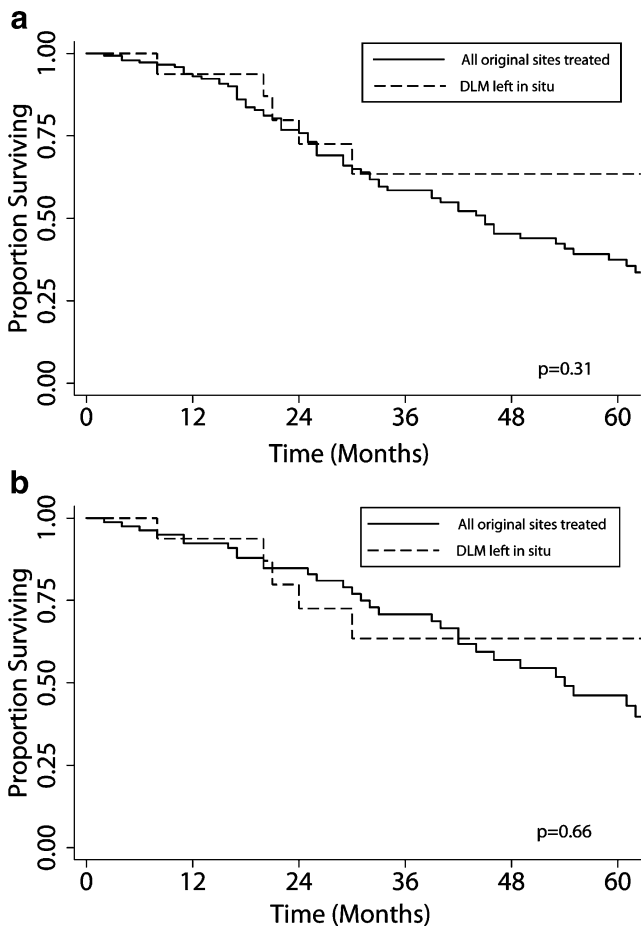 a
Proportion Surviving
1.00
0.75
0.50
0.25
0.00
All original sites treated
DLM left in situ
p=0.31
0 12 24 36 48 60
Time (Months)
b
Proportion Surviving
1.00
0.75
0.50
0.25
0.00
All original sites treated
DLM left in situ
p=0.66
0 12 24 36 48 60
Time (Months)